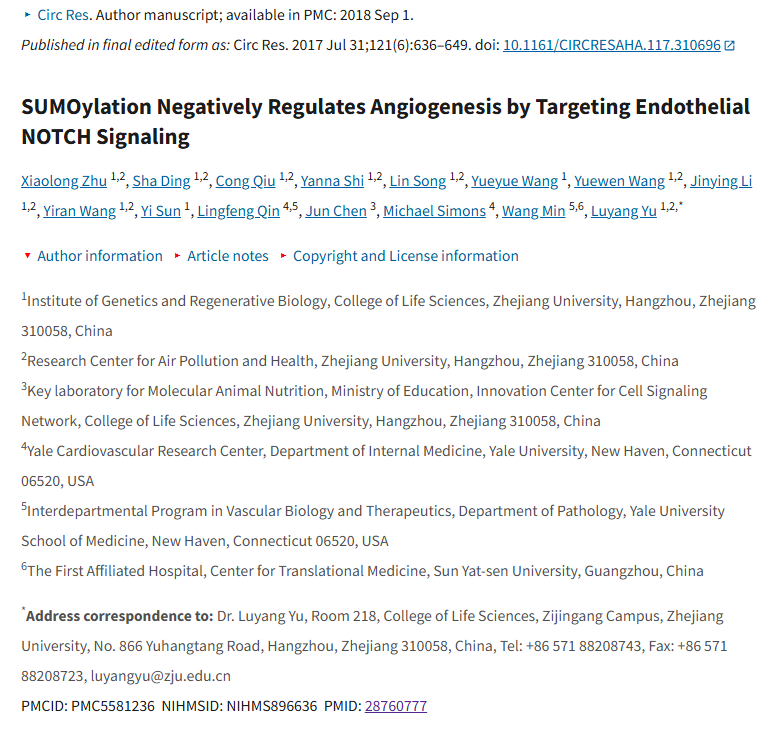 Circ Res. Author manuscript; available in PMC: 2018 Sep 1.
Published in final edited form as: Circ Res. 2017 Jul 31;121(6):636–649. doi: 10.1161/CIRCRESAHA.117.310696
SUMOylation Negatively Regulates Angiogenesis by Targeting Endothelial
NOTCH Signaling
Xiaolong Zhu 1,2, Sha Ding 1,2, Cong Qiu 1,2, Yanna Shi 1,2, Lin Song 1,2, Yueyue Wang 1, Yuewen Wang 1,2, Jinying Li
1,2, Yiran Wang 1,2, Yi Sun 1, Lingfeng Qin 4,5, Jun Chen 3, Michael Simons 4, Wang Min 5,6, Luyang Yu 1,2,*
Author information Article notes Copyright and License information
1Institute of Genetics and Regenerative Biology, College of Life Sciences, Zhejiang University, Hangzhou, Zhejiang
310058, China
2Research Center for Air Pollution and Health, Zhejiang University, Hangzhou, Zhejiang 310058, China
3Key laboratory for Molecular Animal Nutrition, Ministry of Education, Innovation Center for Cell Signaling
Network, College of Life Sciences, Zhejiang University, Hangzhou, Zhejiang 310058, China
4Yale Cardiovascular Research Center, Department of Internal Medicine, Yale University, New Haven, Connecticut
06520, USA
5Interdepartmental Program in Vascular Biology and Therapeutics, Department of Pathology, Yale University
School of Medicine, New Haven, Connecticut 06520, USA
6The First Affiliated Hospital, Center for Translational Medicine, Sun Yat-sen University, Guangzhou, China
*Address correspondence to: Dr. Luyang Yu, Room 218, College of Life Sciences, Zijingang Campus, Zhejiang
University, No. 866 Yuhangtang Road, Hangzhou, Zhejiang 310058, China, Tel: +86 571 88208743, Fax: +86 571
88208723, luyangyu@zju.edu.cn
PMCID: PMC5581236 NIHMSID: NIHMS896636 PMID: 28760777